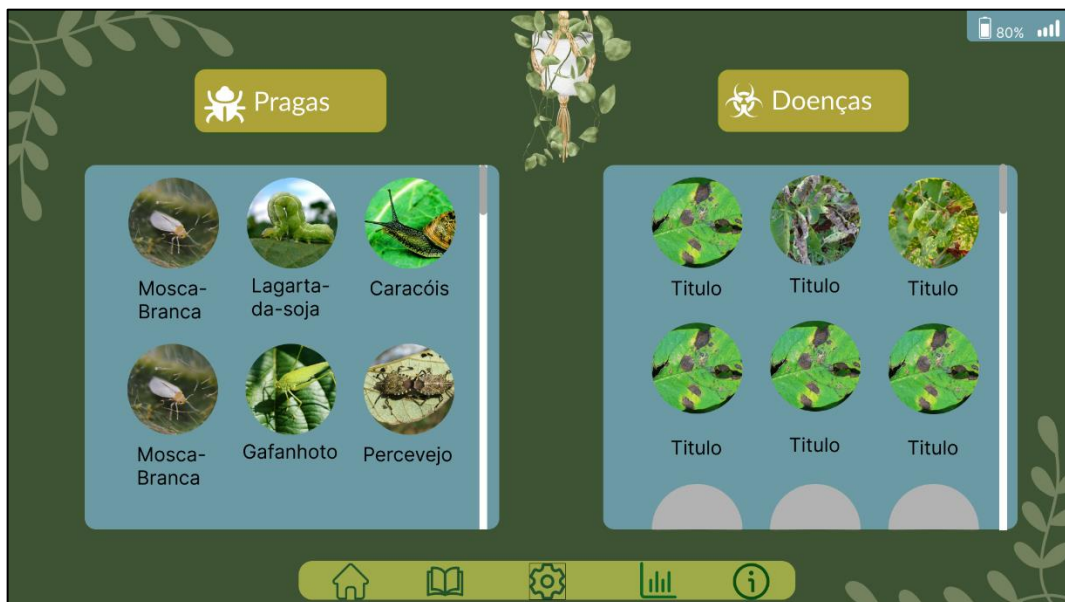 80%
Pragas
Doenças
Mosca-
Branca
Lagarta-
da-soja
Caracóis
Mosca-
Branca
Gafanhoto
Percevejo
Titulo
Titulo
Titulo
Titulo
Titulo
Titulo